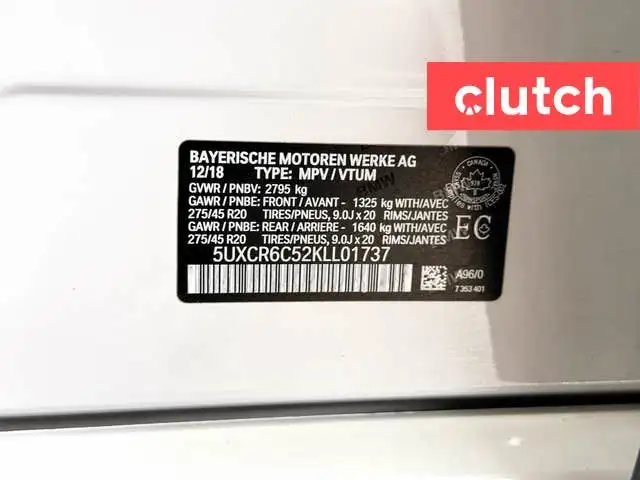 clutch
BAYERISCHE MOTOREN WERKE AG
12/18 TYPE: MPV / VTUM
GVWR / PNBV: 2795 kg
GAWR / PNBE: FRONT / AVANT - 1325 kg WITH/AVEC
275/45 R20 TIRES/PNEUS, 9.0J x 20 RIMS/JANTES
GAWR / PNBE: REAR / ARRIERE - 1640 kg WITH/AVEC
275/45 R20 TIRES/PNEUS, 9.0J x 20 RIMS/JANTES
EC
5UXCR6C52KLL01737
A96/0
7 353 401
CANADA
BMW